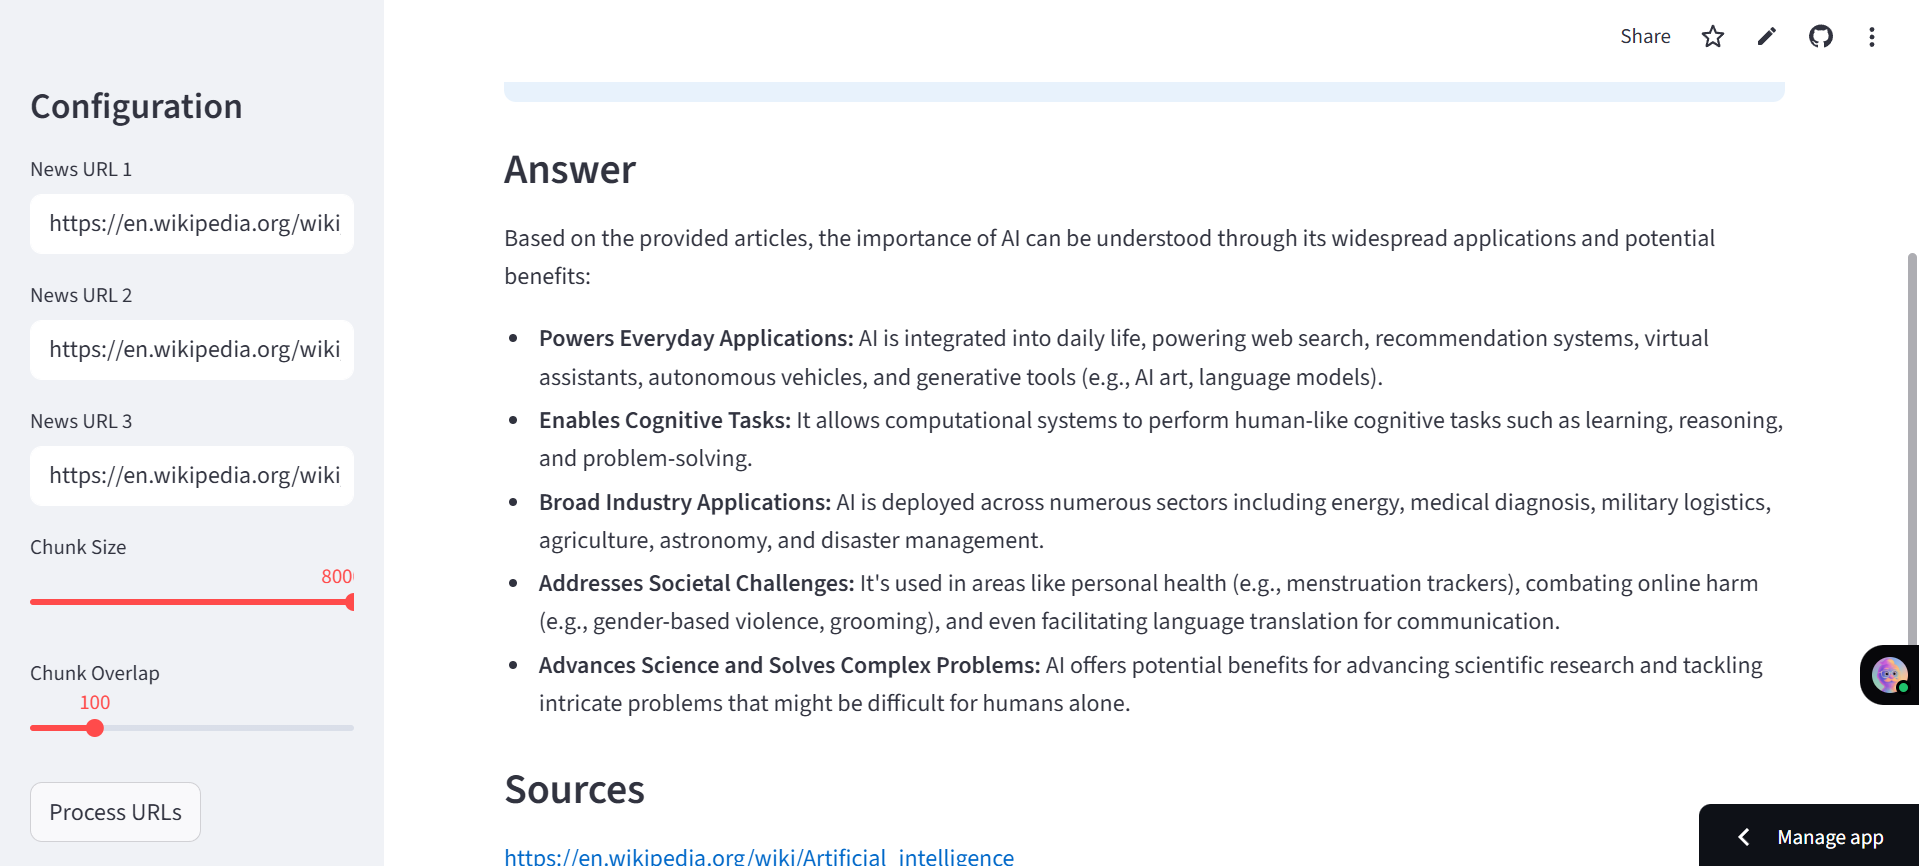 Share
Configuration
News URL 1
https://en.wikipedia.org/wiki
News URL 2
https://en.wikipedia.org/wiki
News URL 3
https://en.wikipedia.org/wiki
Chunk Size
800
Chunk Overlap
100
Process URLs
Answer
Based on the provided articles, the importance of AI can be understood through its widespread applications and potential
benefits:
• Powers Everyday Applications: AI is integrated into daily life, powering web search, recommendation systems, virtual
assistants, autonomous vehicles, and generative tools (e.g., AI art, language models).
• Enables Cognitive Tasks: It allows computational systems to perform human-like cognitive tasks such as learning, reasoning,
and problem-solving.
• Broad Industry Applications: AI is deployed across numerous sectors including energy, medical diagnosis, military logistics,
agriculture, astronomy, and disaster management.
• Addresses Societal Challenges: It's used in areas like personal health (e.g., menstruation trackers), combating online harm
(e.g., gender-based violence, grooming), and even facilitating language translation for communication.
• Advances Science and Solves Complex Problems: AI offers potential benefits for advancing scientific research and tackling
intricate problems that might be difficult for humans alone.
Sources
https://en.wikipedia.org/wiki/Artificial_intelligence
Manage app